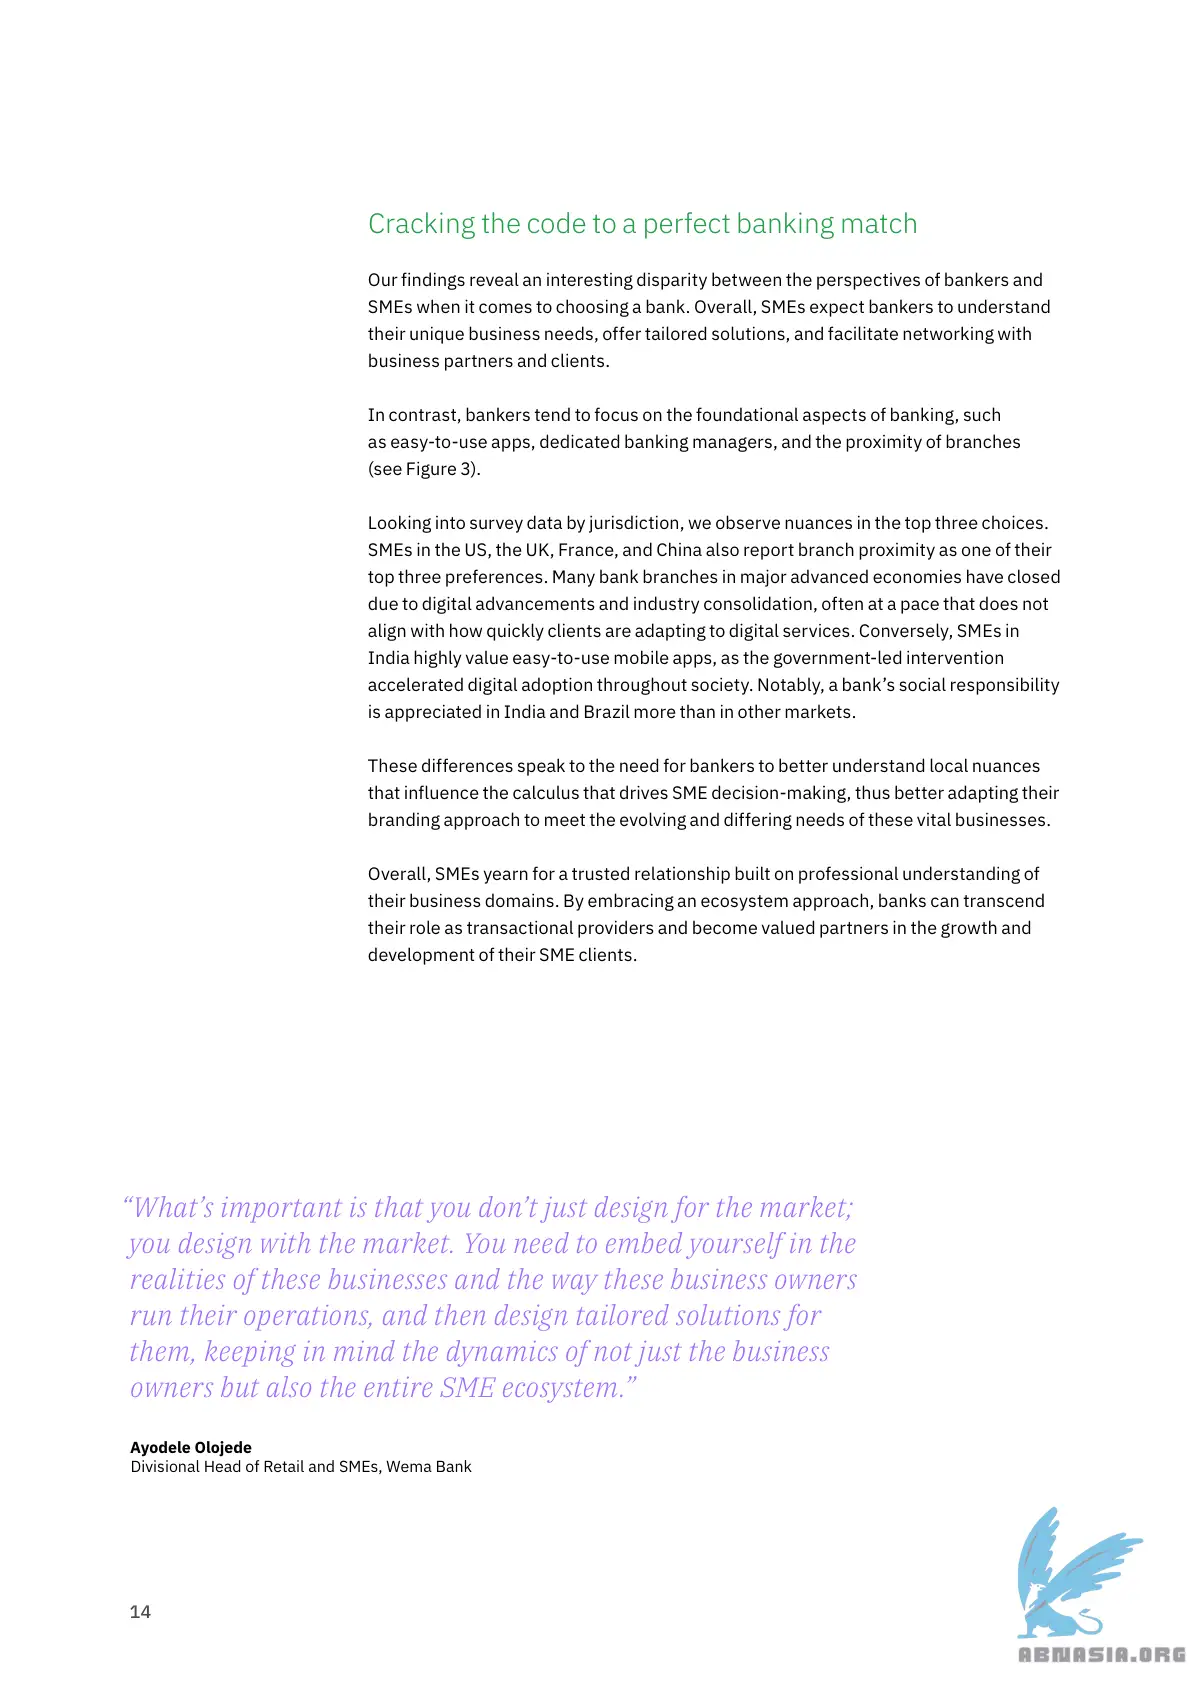 Cracking the code to a perfect banking match
Our findings reveal an interesting disparity between the perspectives of bankers and
SMEs when it comes to choosing a bank. Overall, SMEs expect bankers to understand
their unique business needs, offer tailored solutions, and facilitate networking with
business partners and clients.
In contrast, bankers tend to focus on the foundational aspects of banking, such
as easy-to-use apps, dedicated banking managers, and the proximity of branches
(see Figure 3).
Looking into survey data by jurisdiction, we observe nuances in the top three choices.
SMEs in the US, the UK, France, and China also report branch proximity as one of their
top three preferences. Many bank branches in major advanced economies have closed
due to digital advancements and industry consolidation, often at a pace that does not
align with how quickly clients are adapting to digital services. Conversely, SMEs in
India highly value easy-to-use mobile apps, as the government-led intervention
accelerated digital adoption throughout society. Notably, a bank’s social responsibility
is appreciated in India and Brazil more than in other markets.
These differences speak to the need for bankers to better understand local nuances
that influence the calculus that drives SME decision-making, thus better adapting their
branding approach to meet the evolving and differing needs of these vital businesses.
Overall, SMEs yearn for a trusted relationship built on professional understanding of
their business domains. By embracing an ecosystem approach, banks can transcend
their role as transactional providers and become valued partners in the growth and
development of their SME clients.
“What’s important is that you don’t just design for the market;
you design with the market. You need to embed yourself in the
realities of these businesses and the way these business owners
run their operations, and then design tailored solutions for
them, keeping in mind the dynamics of not just the business
owners but also the entire SME ecosystem.”
Ayodele Olojede
Divisional Head of Retail and SMEs, Wema Bank
14
ABNASIA.ORG